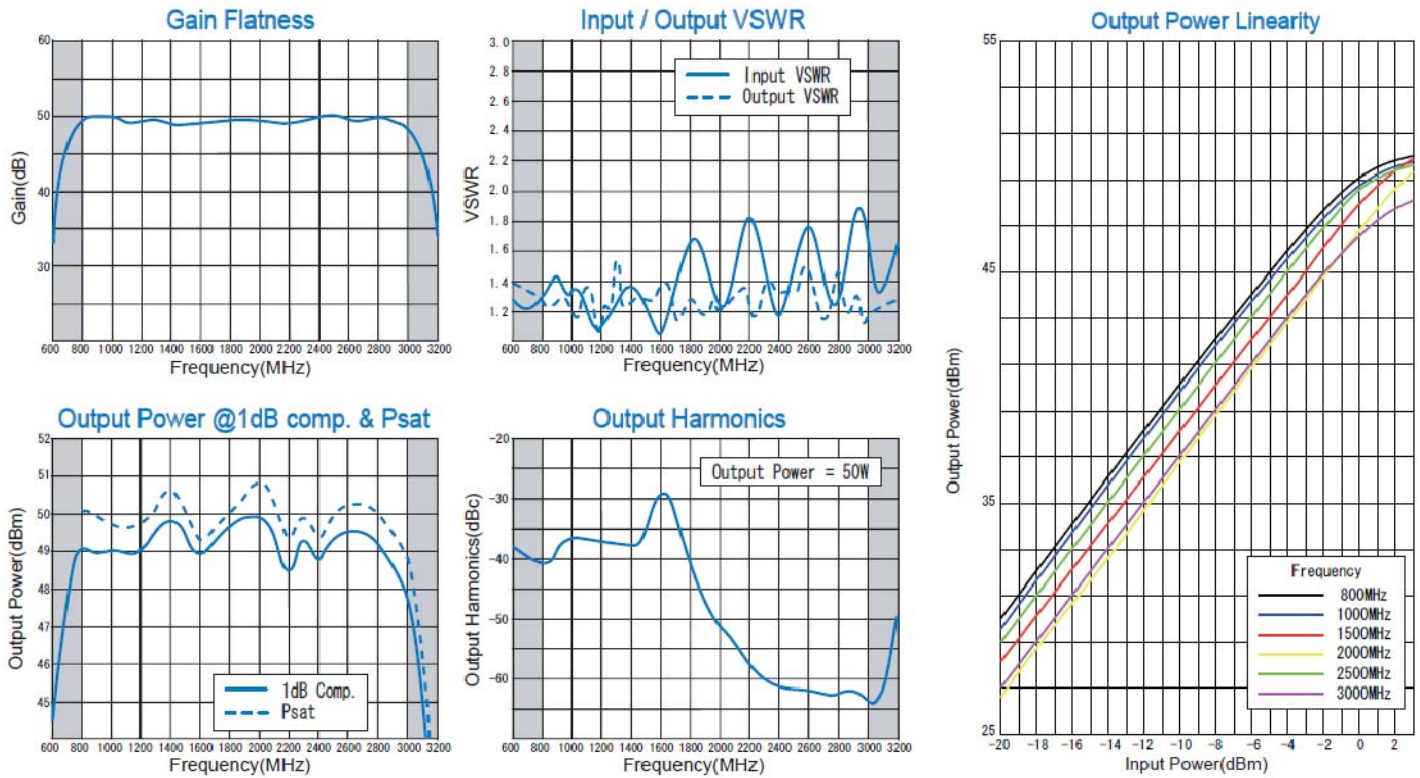 Gain Flatness
60
50
40
30
Gain(dB)
600 800 1000 1200 1400 1600 1800 2000 2200 2400 2600 2800 3000 3200
Frequency(MHz)
Input / Output VSWR
3.0
2.8
2.6
2.4
2.2
2.0
1.8
1.6
1.4
1.2
VSWR
Input VSWR
Output VSWR
600 800 1000 1200 1400 1600 1800 2000 2200 2400 2600 2800 3000 3200
Frequency(MHz)
Output Power @1dB comp. & Psat
52
51
50
49
48
47
46
45
Output Power(dBm)
1dB Comp.
Psat
600 800 1000 1200 1400 1600 1800 2000 2200 2400 2600 2800 3000 3200
Frequency(MHz)
Output Harmonics
-20
-30
-40
-50
-60
Output Harmonics(dBc)
Output Power = 50W
600 800 1000 1200 1400 1600 1800 2000 2200 2400 2600 2800 3000 3200
Frequency(MHz)
Output Power Linearity
55
45
35
25
Output Power(dBm)
Frequency
800MHz
1000MHz
1500MHz
2000MHz
2500MHz
3000MHz
-20 -18 -16 -14 -12 -10 -8 -6 -4 -2 0 2
Input Power(dBm)